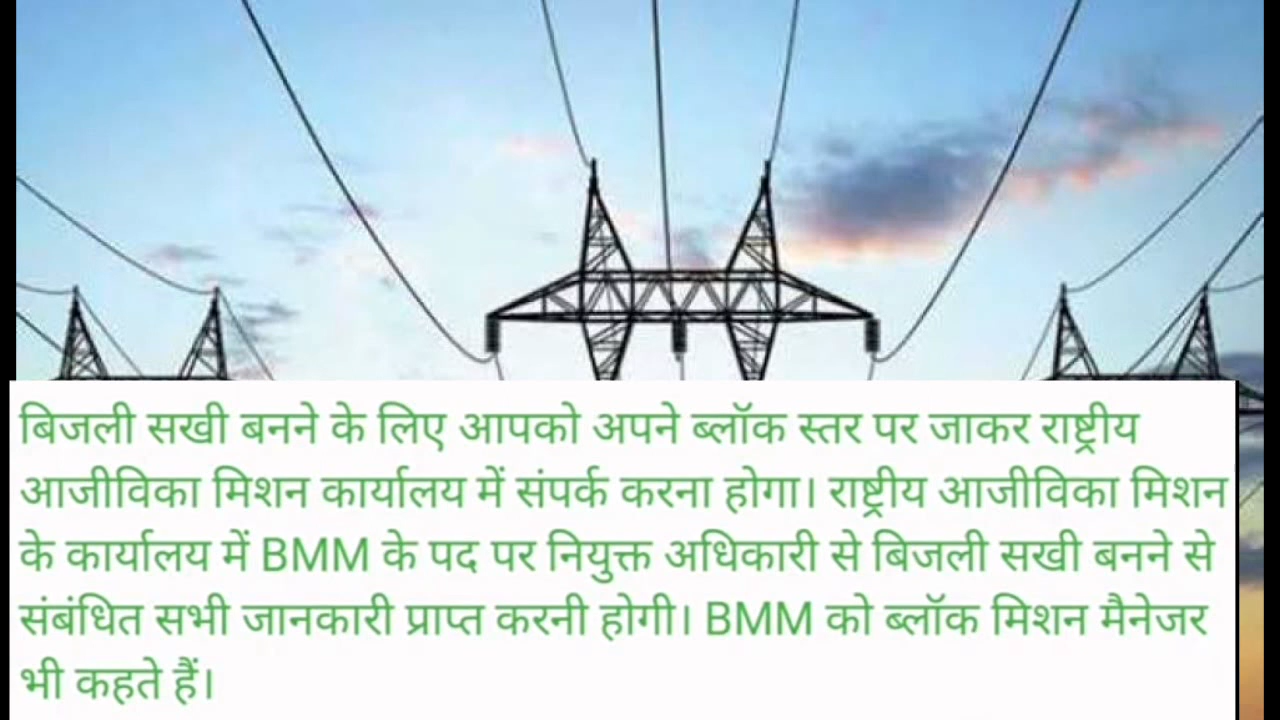 बिजली सखी बनने के लिए आपको अपने ब्लॉक स्तर पर जाकर राष्ट्रीय
आजीविका मिशन कार्यालय में संपर्क करना होगा। राष्ट्रीय आजीविका मिशन
के कार्यालय में BMM के पद पर नियुक्त अधिकारी से बिजली सखी बनने से
संबंधित सभी जानकारी प्राप्त करनी होगी। BMM को ब्लॉक मिशन मैनेजर
भी कहते हैं।